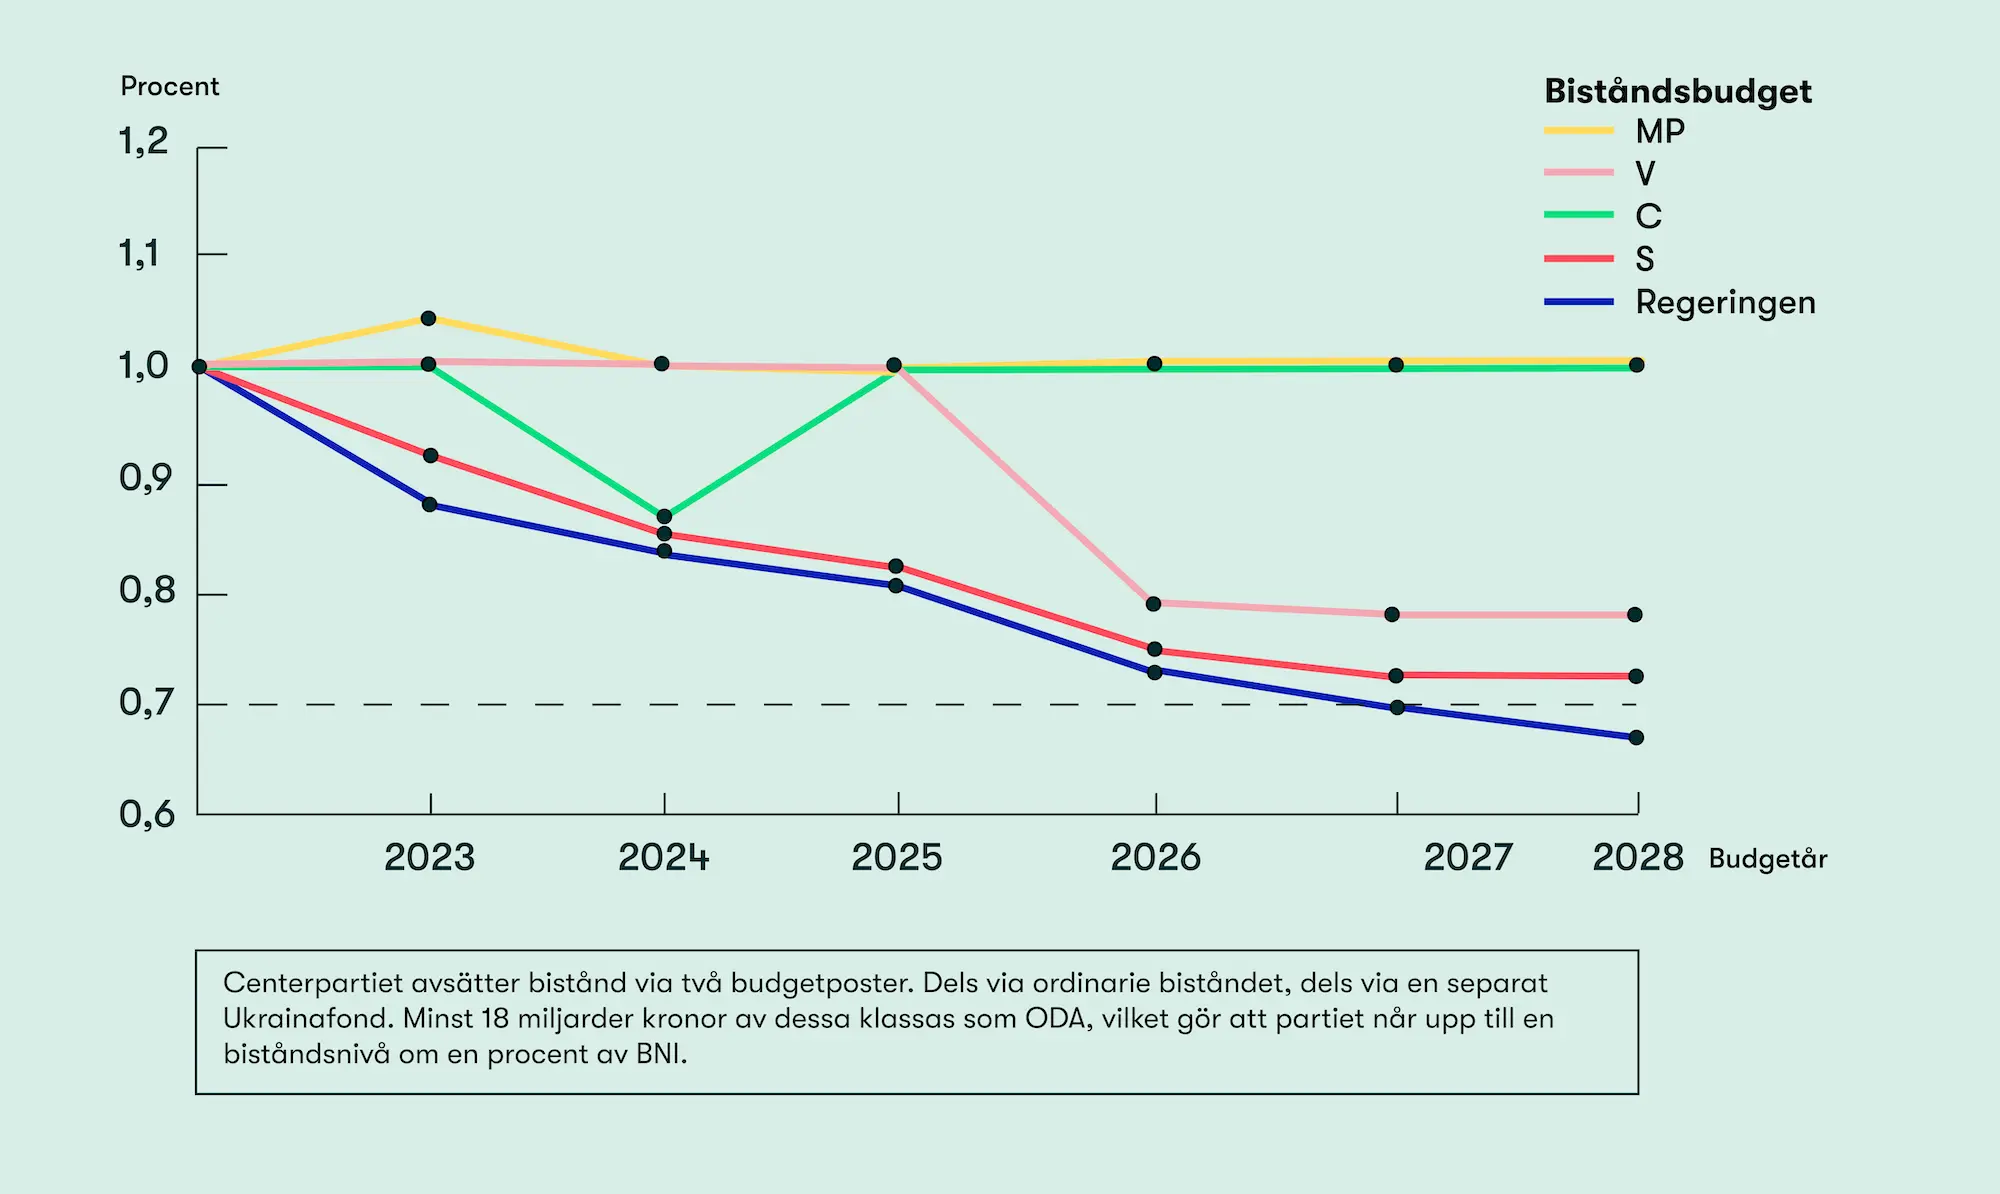 Procent
Biståndsbudget
MP
V
C
S
Regeringen
1,2
1,1
1,0
0,9
0,8
0,7
0,6
2023 2024 2025 2026 2027 2028 Budgetår
Centerpartiet avsätter bistånd via två budgetposter. Dels via ordinarie biståndet, dels via en separat
Ukrainafond. Minst 18 miljarder kronor av dessa klassas som ODA, vilket gör att partiet når upp till en
biståndsnivå om en procent av BNI.